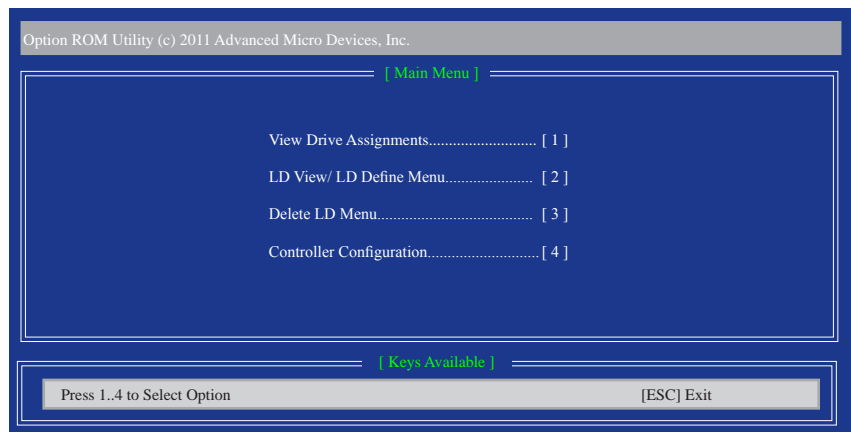 Option ROM Utility (c) 2011 Advanced Micro Devices, Inc.
[ Main Menu ]
View Drive Assignments........................... [ 1 ]
LD View/ LD Define Menu...................... [ 2 ]
Delete LD Menu....................................... [ 3 ]
Controller Configuration............................[ 4 ]
[ Keys Available ]
Press 1..4 to Select Option [ESC] Exit